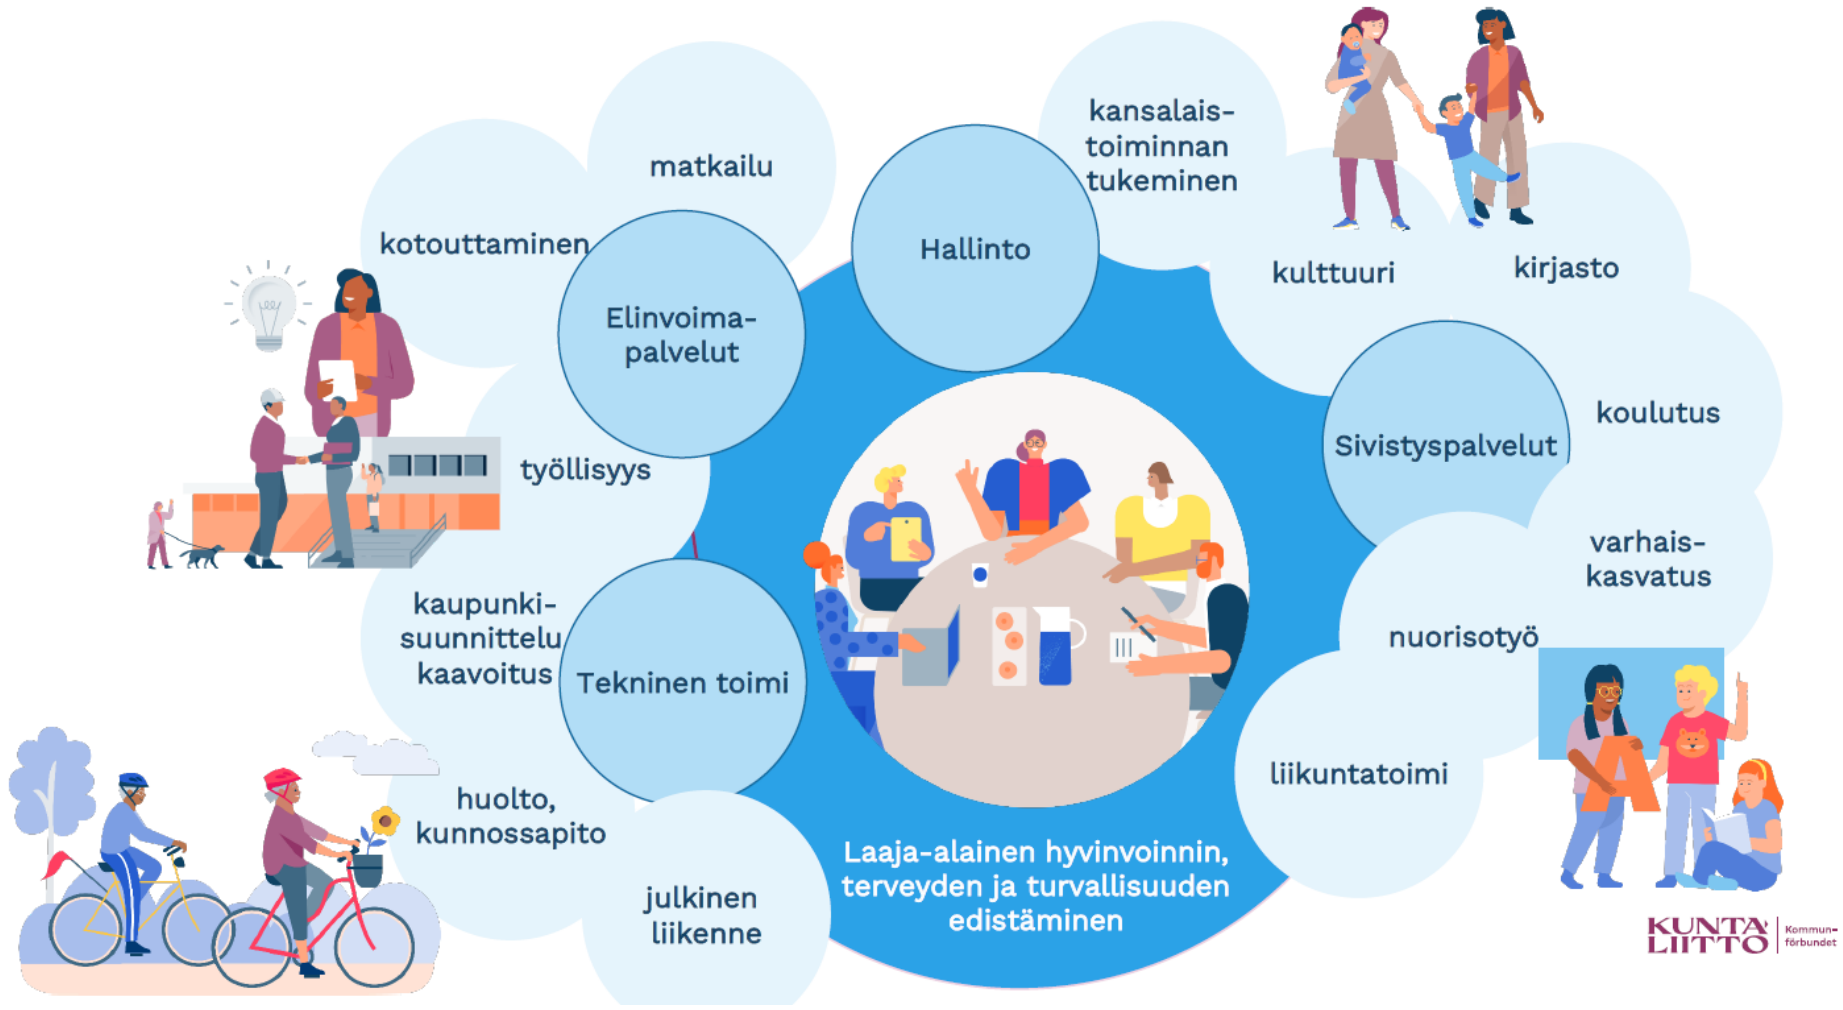 matkailu
kotouttaminen
Elinvoima-
palvelut
työllisyys
kaupunki-
suunnittelu
kaavoitus
Tekninen toimi
huolto,
kunnossapito
julkinen
liikenne
Hallinto
kansalais-
toiminnan
tukeminen
kulttuuri
kirjasto
Sivistyspalvelut
koulutus
varhais-
kasvatus
nuorisotyö
liikuntatoimi
Laaja-alainen hyvinvoinnin,
terveyden ja turvallisuuden
edistäminen
A
KUNTA
LIITTO
Kommun-
förbundet